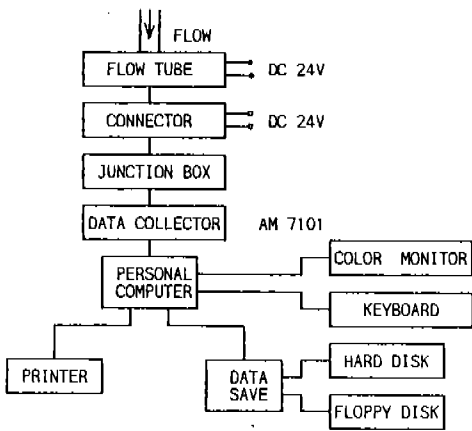 FLOW
FLOW TUBE DC 24V
CONNECTOR DC 24V
JUNCTION BOX
DATA COLLECTOR AM 7101
PERSONAL
COMPUTER
COLOR MONITOR
KEYBOARD
PRINTER
DATA
SAVE
HARD DISK
FLOPPY DISK